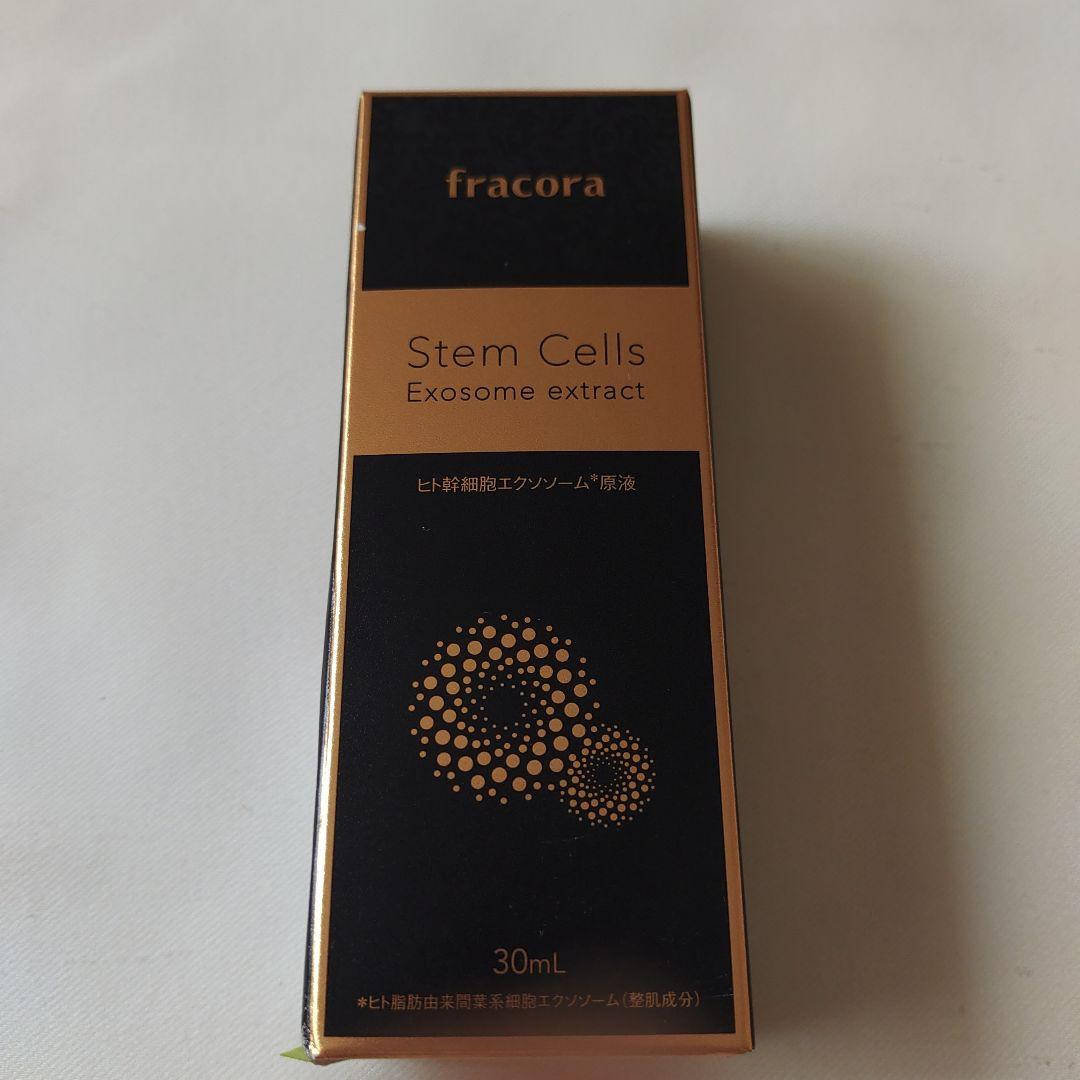 fracora
Stem Cells
Exosome extract
ヒト幹細胞エクソソーム*原液
30mL
*ヒト脂肪由来間葉系細胞エクソソーム(整肌成分)